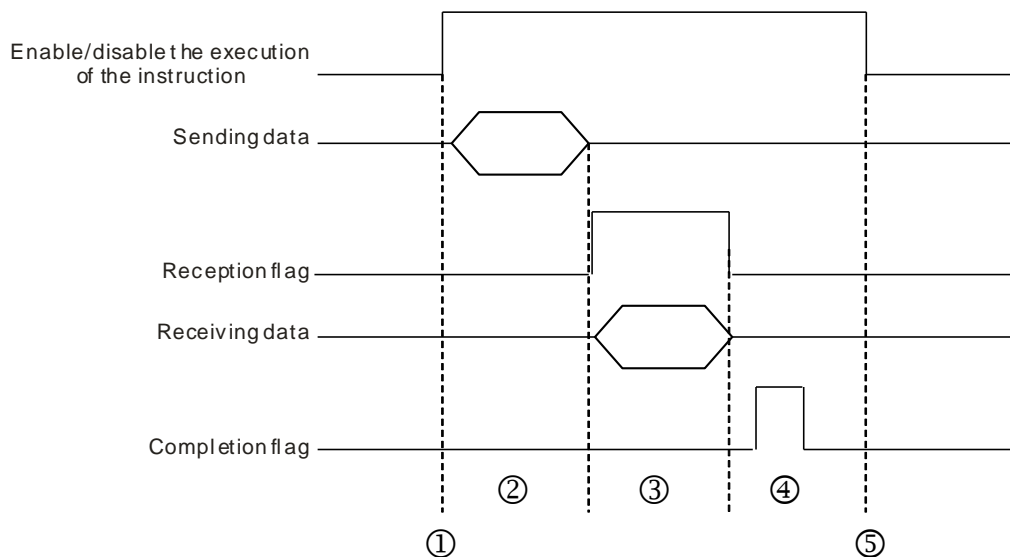 Enable/disable the execution
of the instruction
Sending data
Reception flag
Receiving data
Completion flag
② ③ ④
① ⑤